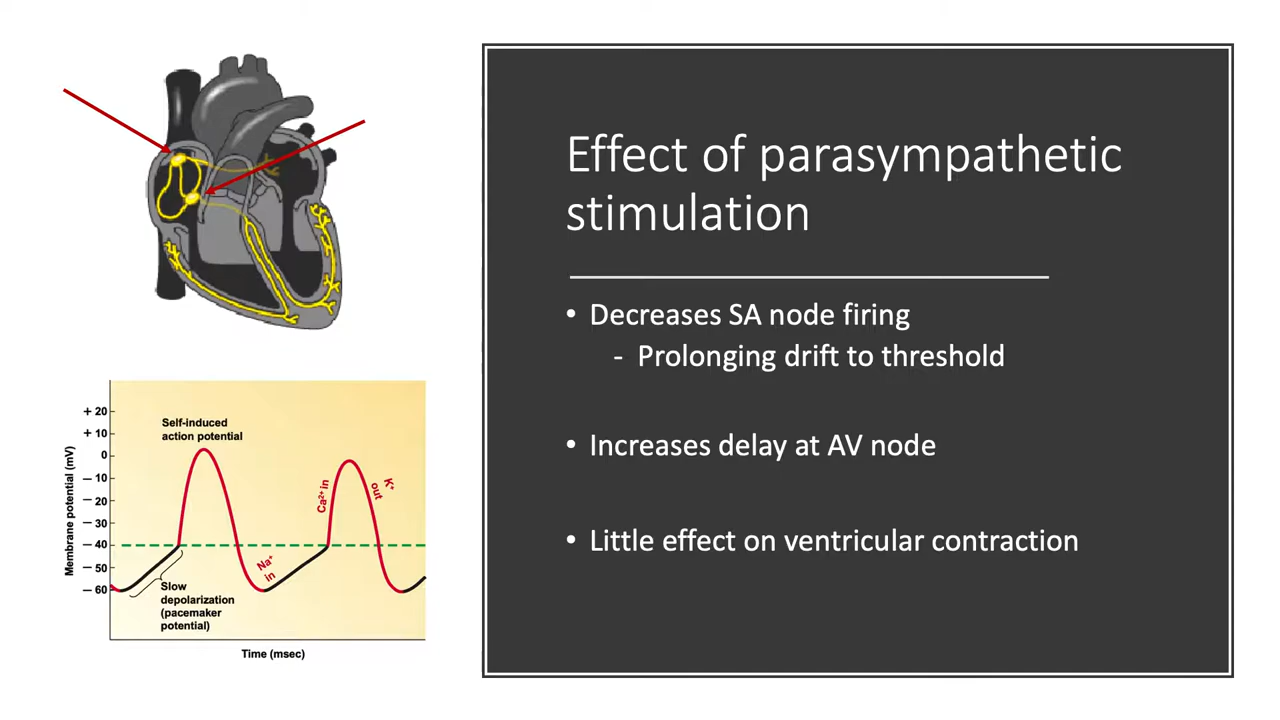 Effect of parasympathetic
stimulation
• Decreases SA node firing
- Prolonging drift to threshold
• Increases delay at AV node
• Little effect on ventricular contraction
Membrane potential (mV)
+ 20
+ 10
0
– 10
– 20
– 30
– 40
– 50
– 60
Self-induced
action potential
Slow
depolarization
(pacemaker
potential)
Na⁺
in
Ca²⁺ in
K⁺
out
Time (msec)